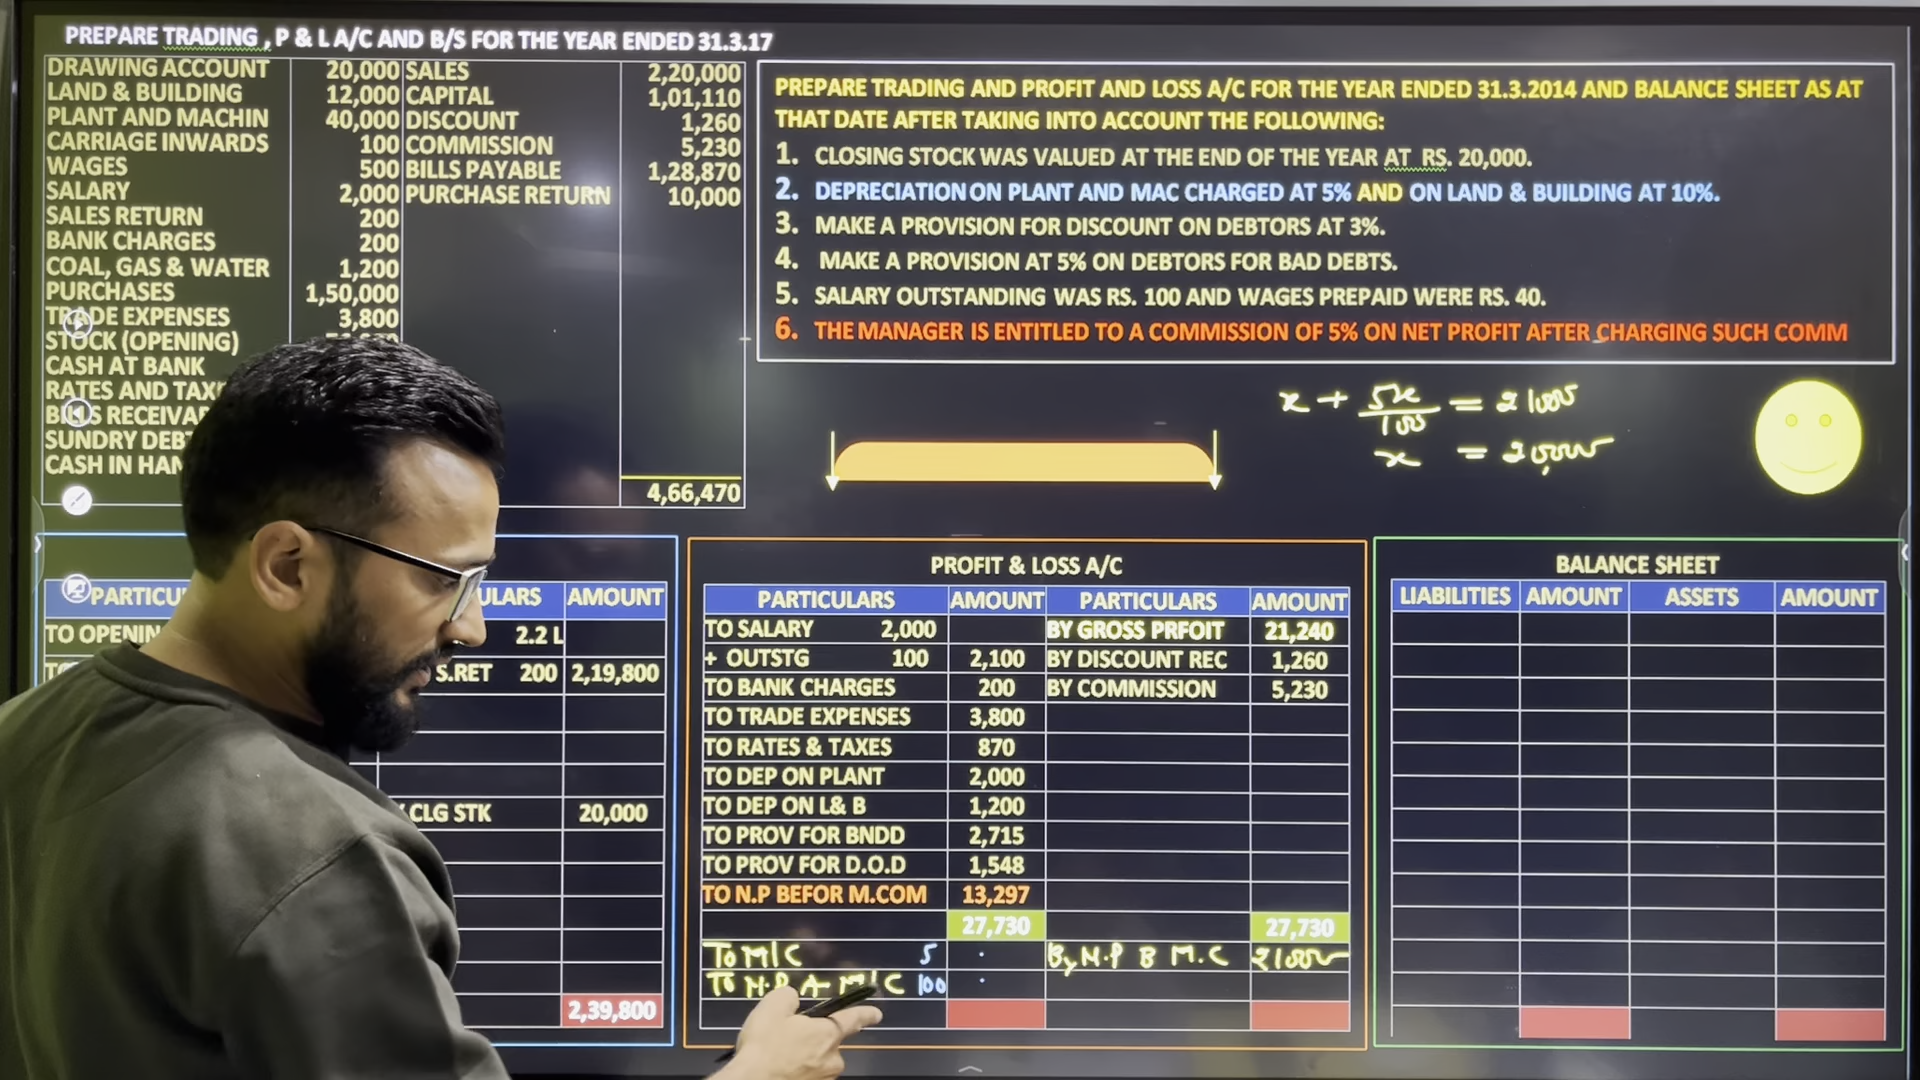 PREPARE TRADING , P & L A/C AND B/S FOR THE YEAR ENDED 31.3.17
DRAWING ACCOUNT 20,000 SALES 2,20,000
LAND & BUILDING 12,000 CAPITAL 1,01,110
PLANT AND MACHIN 40,000 DISCOUNT 1,260
CARRIAGE INWARDS 100 COMMISSION 5,230
WAGES 500 BILLS PAYABLE 1,28,870
SALARY 2,000 PURCHASE RETURN 10,000
SALES RETURN 200
BANK CHARGES 200
COAL, GAS & WATER 1,200
PURCHASES 1,50,000
TRADE EXPENSES 3,800
STOCK (OPENING)
CASH AT BANK
RATES AND TAX
BILLS RECEIVA
SUNDRY DEB
CASH IN HAN
4,66,470
PREPARE TRADING AND PROFIT AND LOSS A/C FOR THE YEAR ENDED 31.3.2014 AND BALANCE SHEET AS AT
THAT DATE AFTER TAKING INTO ACCOUNT THE FOLLOWING:
1. CLOSING STOCK WAS VALUED AT THE END OF THE YEAR AT RS. 20,000.
2. DEPRECIATION ON PLANT AND MAC CHARGED AT 5% AND ON LAND & BUILDING AT 10%.
3. MAKE A PROVISION FOR DISCOUNT ON DEBTORS AT 3%.
4. MAKE A PROVISION AT 5% ON DEBTORS FOR BAD DEBTS.
5. SALARY OUTSTANDING WAS RS. 100 AND WAGES PREPAID WERE RS. 40.
6. THE MANAGER IS ENTITLED TO A COMMISSION OF 5% ON NET PROFIT AFTER CHARGING SUCH COMM
x + 5x/100 = 21000
x = 20,000
PARTICU ULARS AMOUNT
TO OPENIN 2.2 L
S.RET 200 2,19,800
CLG STK 20,000
2,39,800
PROFIT & LOSS A/C
PARTICULARS AMOUNT PARTICULARS AMOUNT
TO SALARY 2,000 BY GROSS PRFOIT 21,240
+ OUTSTG 100 2,100 BY DISCOUNT REC 1,260
TO BANK CHARGES 200 BY COMMISSION 5,230
TO TRADE EXPENSES 3,800
TO RATES & TAXES 870
TO DEP ON PLANT 2,000
TO DEP ON L& B 1,200
TO PROV FOR BNDD 2,715
TO PROV FOR D.O.D 1,548
TO N.P BEFOR M.COM 13,297
27,730 27,730
To M/C 5 By N.P B M.C 21000
To N.P A M/C 100
BALANCE SHEET
LIABILITIES AMOUNT ASSETS AMOUNT